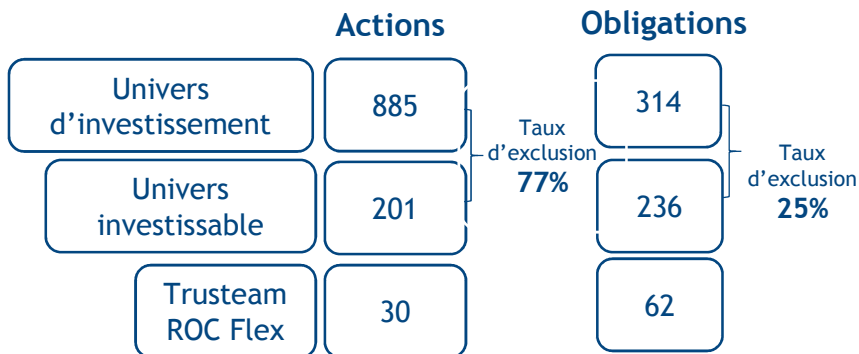 Actions
Obligations
Univers
d’investissement
885
314
Taux
d’exclusion
77%
Taux
d’exclusion
25%
Univers
investissable
201
236
Trusteam
ROC Flex
30
62